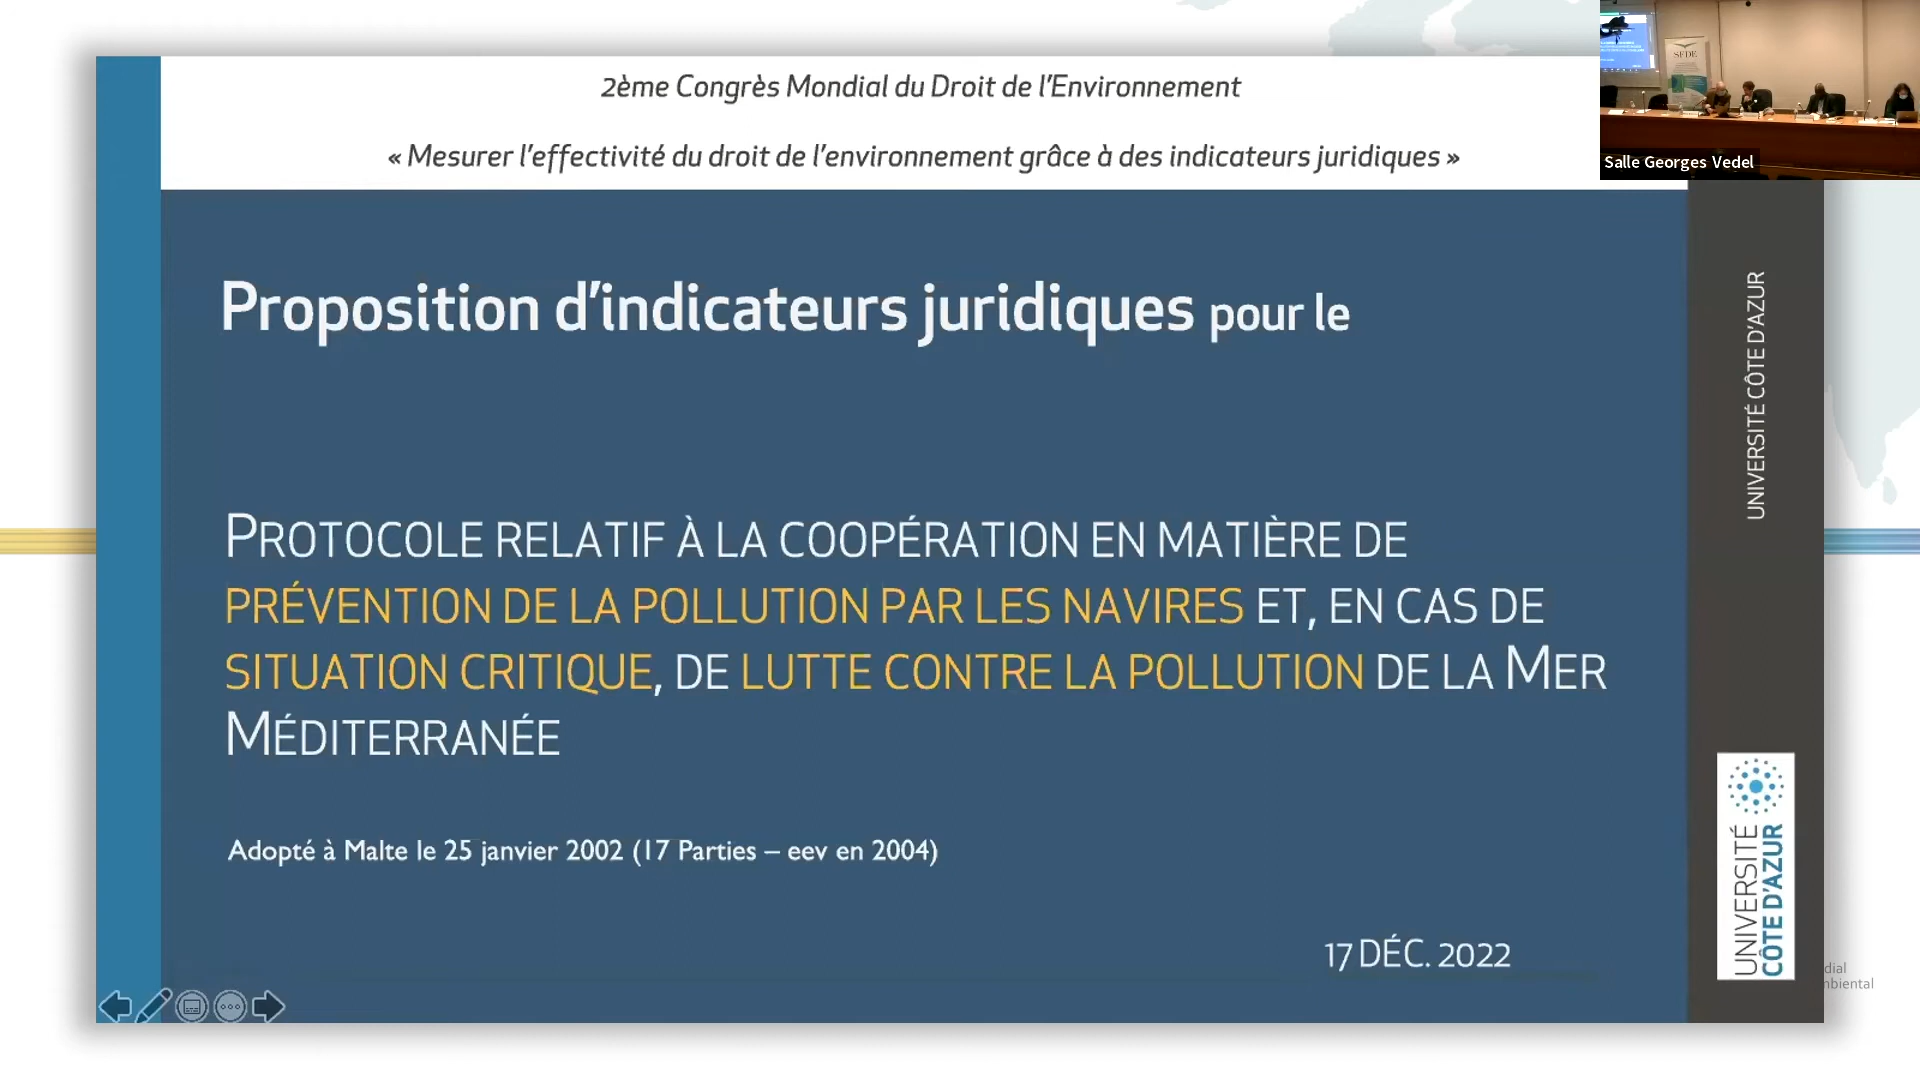 2ème Congrès Mondial du Droit de l'Environnement
« Mesurer l'effectivité du droit de l'environnement grâce à des indicateurs juridiques »
SFDE
Salle Georges Vedel
Proposition d'indicateurs juridiques pour le
PROTOCOLE RELATIF À LA COOPÉRATION EN MATIÈRE DE
PRÉVENTION DE LA POLLUTION PAR LES NAVIRES ET, EN CAS DE
SITUATION CRITIQUE, DE LUTTE CONTRE LA POLLUTION DE LA MER
MÉDITERRANÉE
Adopté à Malte le 25 janvier 2002 (17 Parties – eev en 2004)
17 DÉC. 2022
UNIVERSITÉ CÔTE D'AZUR
UNIVERSITÉ
CÔTE D'AZUR
dial
mbiental